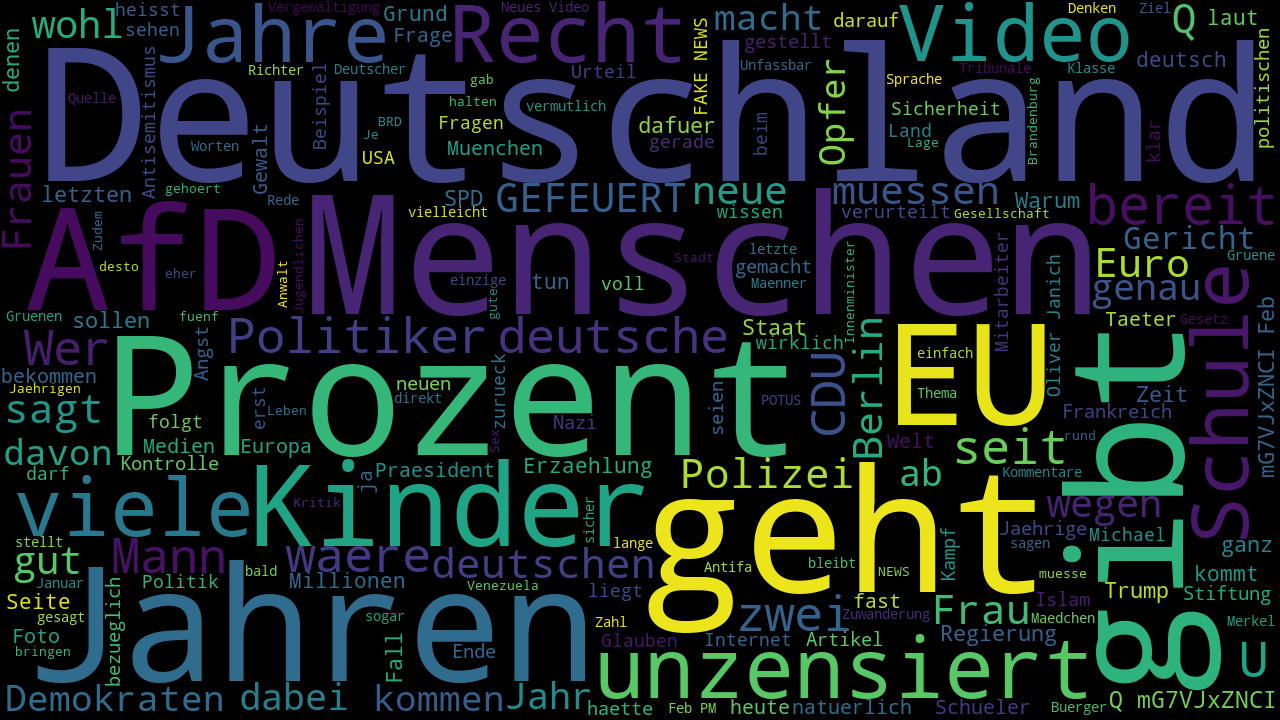 denen
wohl
heisst
sehen
Jahre
Vergewaltigung
Grund
Frage
Recht
Neues Video
FAKE NEWS
macht
gestellt
darauf
Video
Denken
Ziel
Q
laut
politischen
Deutschland
Quelle
Antisemitismus
Worten
Richter
Gewalt
Beispiel
Deutscher
BRD
Je
USA
gab
halten
Fragen
Muenchen
vermutlich
Urteil
dafuer
gerade
Unfassbar
beim
Opfer
Sprache
Sicherheit
Land
Lage
Tribunale
Klasse
Brandenburg
deutsch
klar
Frauen
letzten
gehoert
Rede
SPD
GEFEUERT
neue
wissen
muessen
verurteilt
Gesellschaft
Warum
bereit
AfD
Menschen
Zudem
desto
eher
Anwalt
Jugendlichen
vielleicht
einzige
gute
tun
voll
Stadt
letzte
gemacht
Maenner
Innenminister
Mitarbeiter
Oliver Janich
Gericht
Euro
genau
Gruene
Gruenen
sollen
fuenf
Politiker
deutsche
Staat
wirklich
Taeter
Gesetz
Schule
mG7VJxZNCI Feb
Wer
bekommen
Jaehrigen
Angst
Prozent
EU
einfach
Thema
gibt
sagt
folgt
erst
Leben
neuen
direkt
zurueck
Sex
Nazi
seien
POTUS
CDU
Berlin
Zeit
Frankreich
davon
darf
Medien
Kontrolle
Europa
Welt
seit
rund
Kommentare
viele
Kinder
ja
Praesident
Erzaehlung
Kritik
sicher
Polizei
ab
geht
wegen
Jaehrige
sagen
Michael
ganz
stellt
gut
Mann
waere
deutschen
lange
Antifa
bleibt
NEWS
Kampf
muesse
kommt
Januar
Politik
bald
Millionen
Venezuela
liegt
Trump
Stiftung
Seite
gesagt
bezueglich
Jahren
sogar
Zahl
zwei
fast
Zuwanderung
Frau
Islam
Maedchen
Merkel
Foto
bringen
Fall
Ende
Glauben
Internet
Artikel
Regierung
unzensiert
U
Demokraten
dabei
kommen
Jahr
haette
Feb PM
heute
natuerlich
Schueler
Buerger
Q mG7VJxZNCI